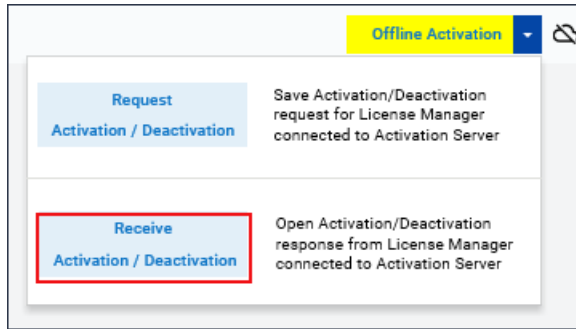 Offline Activation
Request
Activation / Deactivation
Save Activation/Deactivation
request for License Manager
connected to Activation Server
Receive
Activation / Deactivation
Open Activation/Deactivation
response from License Manager
connected to Activation Server